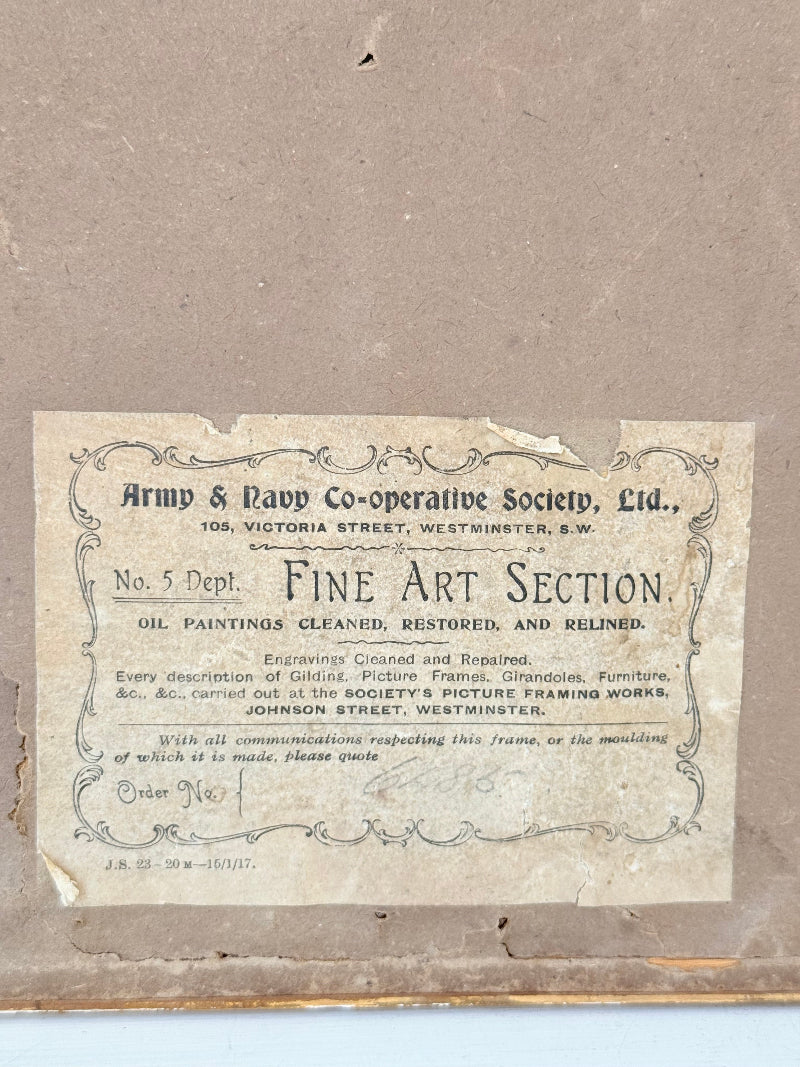 Army & Navy Co=operative Society, Ltd.,
105, VICTORIA STREET, WESTMINSTER, S.W.
No. 5 Dept. FINE ART SECTION.
OIL PAINTINGS CLEANED, RESTORED, AND RELINED.
Engravings Cleaned and Repaired.
Every description of Gilding, Picture Frames, Girandoles, Furniture,
&c., &c., carried out at the SOCIETY'S PICTURE FRAMING WORKS,
JOHNSON STREET, WESTMINSTER.
With all communications respecting this frame, or the moulding
of which it is made, please quote
Order No. {
J.S. 23—20 M—15/1/17.